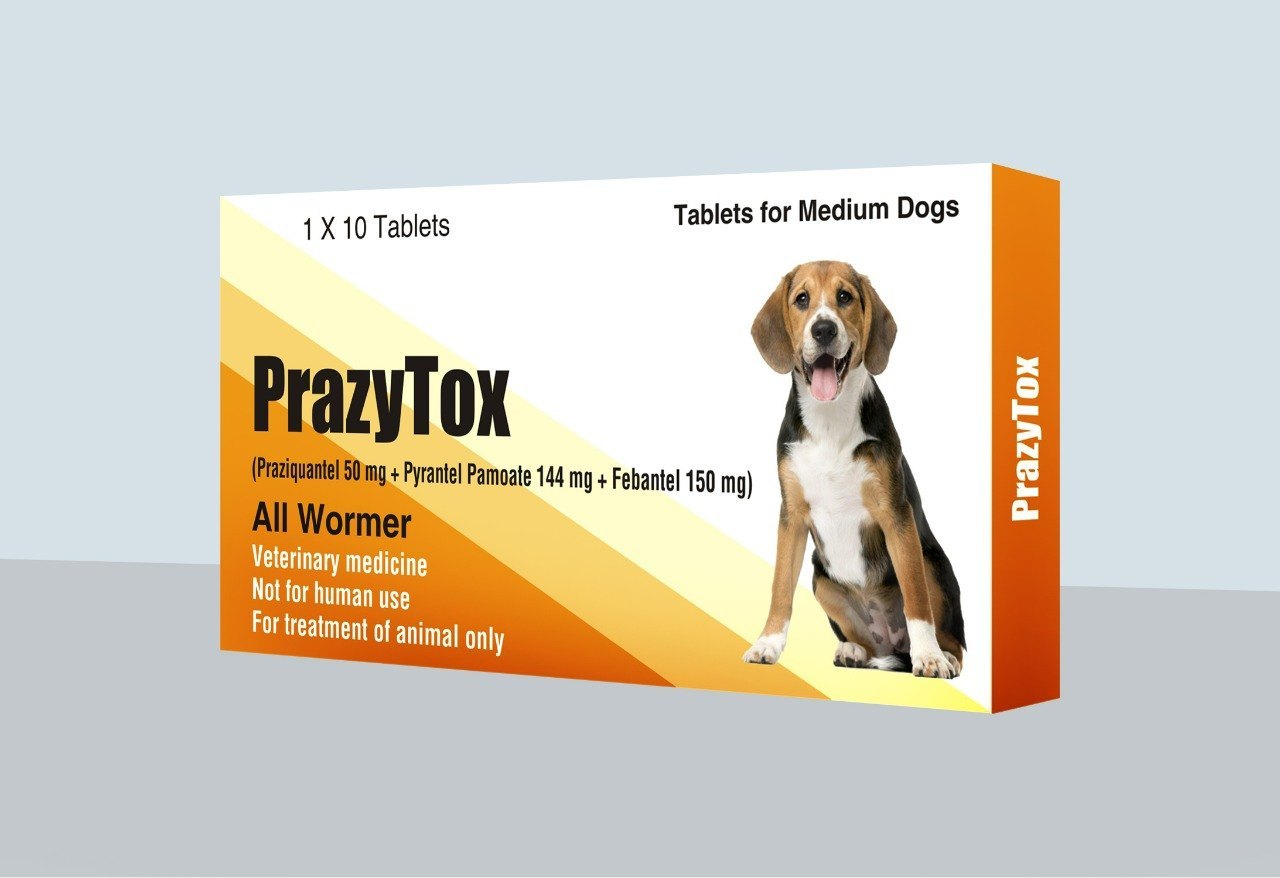 1 X 10 Tablets
Tablets for Medium Dogs
PrazyTox
(Praziquantel 50 mg + Pyrantel Pamoate 144 mg + Febantel 150 mg)
All Wormer
Veterinary medicine
Not for human use
For treatment of animal only
PrazyTox